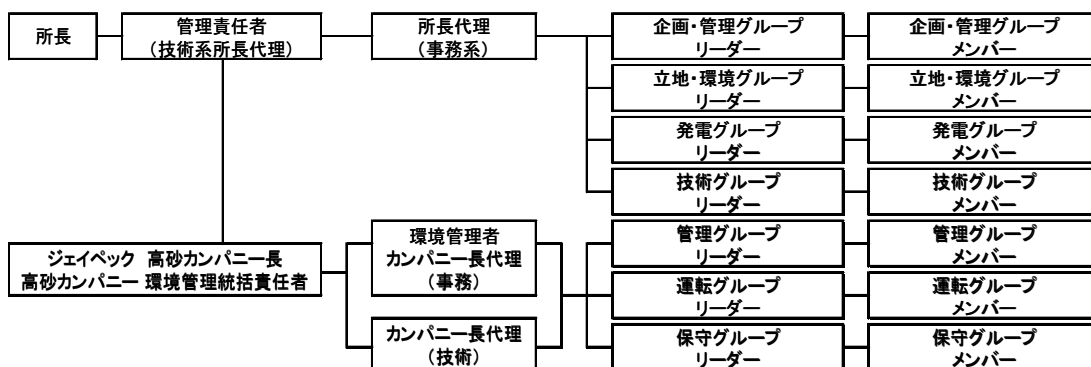 所長
管理責任者
（技術系所長代理）
所長代理
（事務系）
企画・管理グループ
リーダー
企画・管理グループ
メンバー
立地・環境グループ
リーダー
立地・環境グループ
メンバー
発電グループ
リーダー
発電グループ
メンバー
技術グループ
リーダー
技術グループ
メンバー
ジェイペック 高砂カンパニー長
高砂カンパニー 環境管理統括責任者
環境管理者
カンパニー長代理
（事務）
カンパニー長代理
（技術）
管理グループ
リーダー
管理グループ
メンバー
運転グループ
リーダー
運転グループ
メンバー
保守グループ
リーダー
保守グループ
メンバー